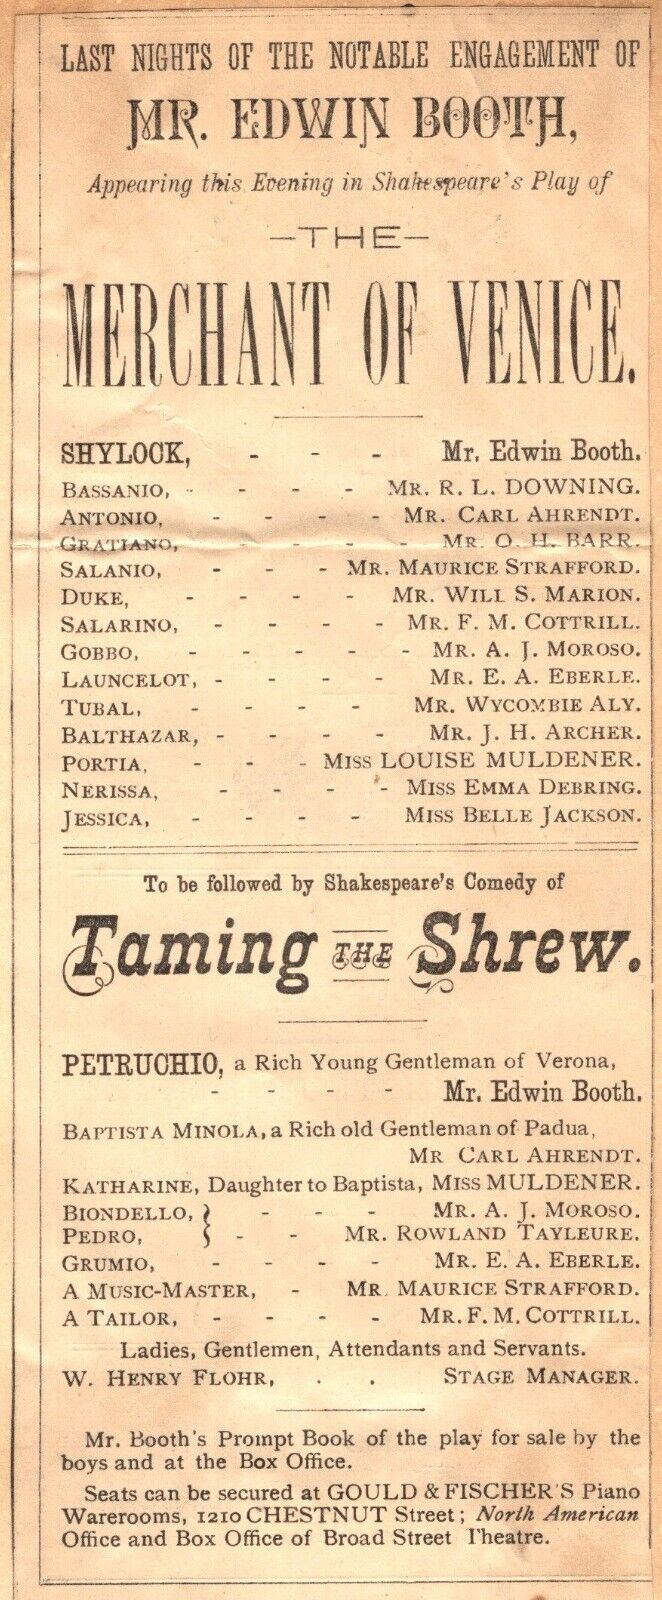 LAST NIGHTS OF THE NOTABLE ENGAGEMENT OF
MR. EDWIN BOOTH,
Appearing this Evening in Shakespeare's Play of
—THE—
MERCHANT OF VENICE.
SHYLOCK, - - - Mr. Edwin Booth.
BASSANIO, - - - - MR. R. L. DOWNING.
ANTONIO, - - - - MR. CARL AHRENDT.
GRATIANO, - - - - MR. O. H. BARR.
SALANIO, - - - MR. MAURICE STRAFFORD.
DUKE, - - - - MR. WILL S. MARION.
SALARINO, - - - - MR. F. M. COTTRILL.
GOBBO, - - - - - MR. A. J. MOROSO.
LAUNCELOT, - - - - MR. E. A. EBERLE.
TUBAL, - - - - MR. WYCOMBIE ALY.
BALTHAZAR, - - - - MR. J. H. ARCHER.
PORTIA, - - - MISS LOUISE MULDENER.
NERISSA, - - - - MISS EMMA DEBRING.
JESSICA, - - - - MISS BELLE JACKSON.
To be followed by Shakespeare's Comedy of
Taming THE Shrew.
PETRUCHIO, a Rich Young Gentleman of Verona,
- - - - Mr. Edwin Booth.
BAPTISTA MINOLA, a Rich old Gentleman of Padua,
MR CARL AHRENDT.
KATHARINE, Daughter to Baptista, MISS MULDENER.
BIONDELLO, } - - - MR. A. J. MOROSO.
PEDRO, } - - MR. ROWLAND TAYLEURE.
GRUMIO, - - - - MR. E. A. EBERLE.
A MUSIC-MASTER, - MR. MAURICE STRAFFORD.
A TAILOR, - - - - MR. F. M. COTTRILL.
Ladies, Gentlemen, Attendants and Servants.
W. HENRY FLOHR, . . STAGE MANAGER.
Mr. Booth's Prompt Book of the play for sale by the
boys and at the Box Office.
Seats can be secured at GOULD & FISCHER'S Piano
Warerooms, 1210 CHESTNUT Street; North American
Office and Box Office of Broad Street Theatre.